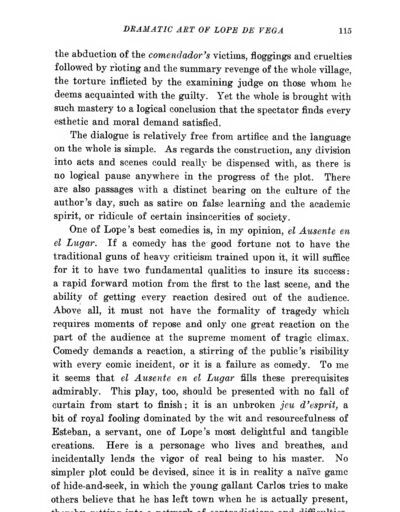 DRAMATIC ART OF LOPE DE VEGA 115
the abduction of the comendador's victims, floggings and cruelties
followed by rioting and the summary revenge of the whole village,
the torture inflicted by the examining judge on those whom he
deems acquainted with the guilty. Yet the whole is brought with
such mastery to a logical conclusion that the spectator finds every
esthetic and moral demand satisfied.
The dialogue is relatively free from artifice and the language
on the whole is simple. As regards the construction, any division
into acts and scenes could really be dispensed with, as there is
no logical pause anywhere in the progress of the plot. There
are also passages with a distinct bearing on the culture of the
author's day, such as satire on false learning and the academic
spirit, or ridicule of certain insincerities of society.
One of Lope's best comedies is, in my opinion, el Ausente en
el Lugar. If a comedy has the good fortune not to have the
traditional guns of heavy criticism trained upon it, it will suffice
for it to have two fundamental qualities to insure its success:
a rapid forward motion from the first to the last scene, and the
ability of getting every reaction desired out of the audience.
Above all, it must not have the formality of tragedy which
requires moments of repose and only one great reaction on the
part of the audience at the supreme moment of tragic climax.
Comedy demands a reaction, a stirring of the public's risibility
with every comic incident, or it is a failure as comedy. To me
it seems that el Ausente en el Lugar fills these prerequisites
admirably. This play, too, should be presented with no fall of
curtain from start to finish; it is an unbroken jeu d'esprit, a
bit of royal fooling dominated by the wit and resourcefulness of
Esteban, a servant, one of Lope's most delightful and tangible
creations. Here is a personage who lives and breathes, and
incidentally lends the vigor of real being to his master. No
simpler plot could be devised, since it is in reality a naïve game
of hide-and-seek, in which the young gallant Carlos tries to make
others believe that he has left town when he is actually present,